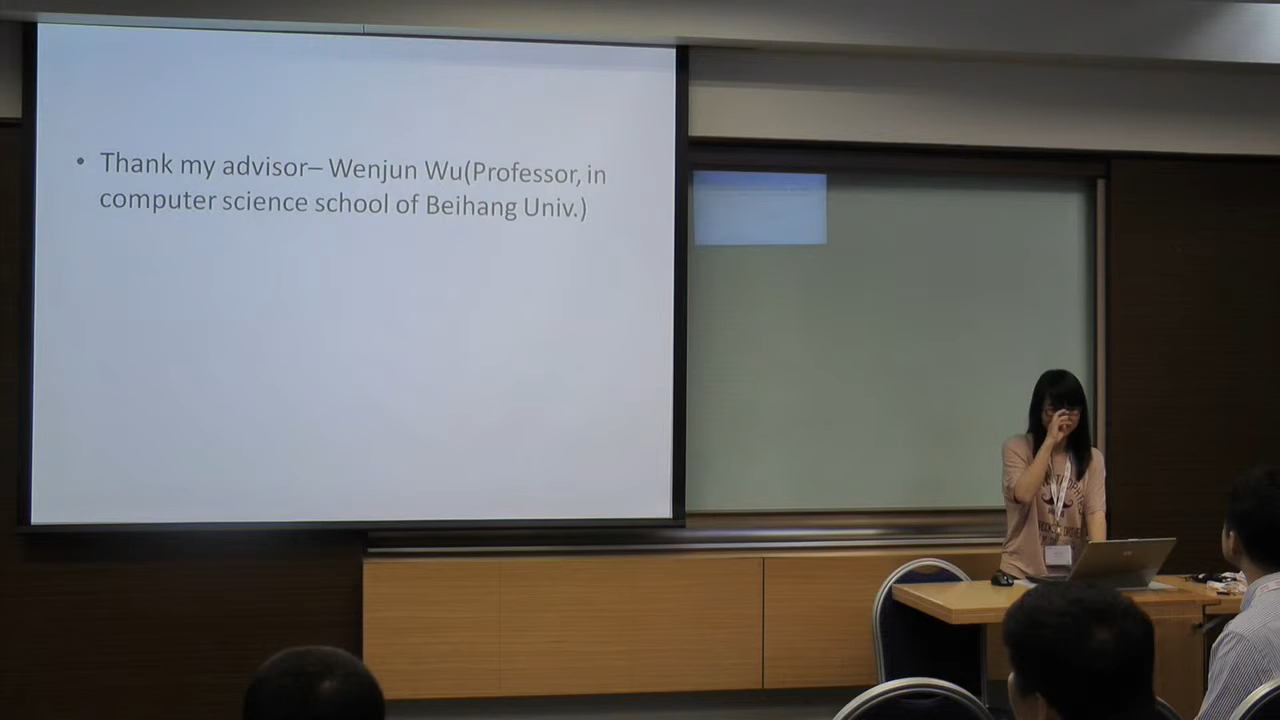 • Thank my advisor– Wenjun Wu(Professor, in
computer science school of Beihang Univ.)